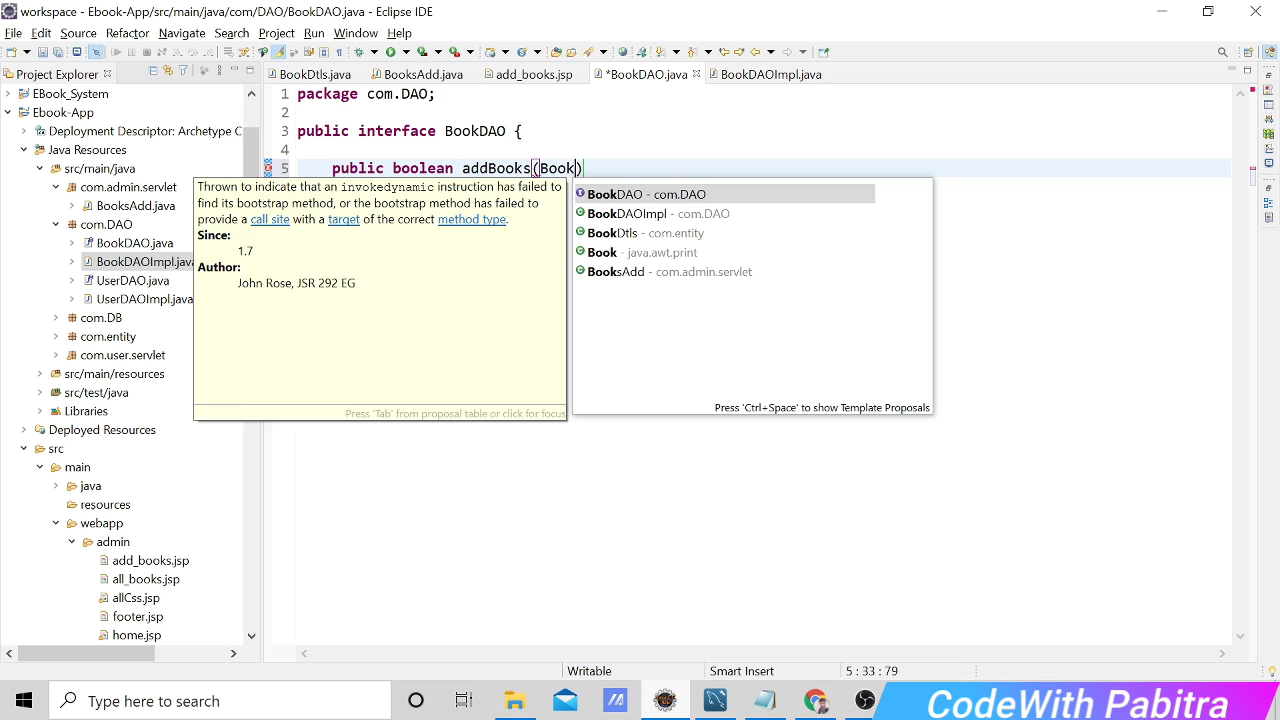 workspace - Ebook-App/src/main/java/com/DAO/BookDAO.java - Eclipse IDE
File Edit Source Refactor Navigate Search Project Run Window Help
Project Explorer
BookDtls.java BooksAdd.java add_books.jsp *BookDAO.java BookDAOImpl.java
EBook_System
Ebook-App
Deployment Descriptor: Archetype C
Java Resources
src/main/java
com.admin.servlet
BooksAdd.java
com.DAO
BookDAO.java
BookDAOImpl.java
UserDAO.java
UserDAOImpl.java
com.DB
com.entity
com.user.servlet
src/main/resources
src/test/java
Libraries
Deployed Resources
src
main
java
resources
webapp
admin
add_books.jsp
all_books.jsp
allCss.jsp
footer.jsp
home.jsp
1 package com.DAO;
2
3 public interface BookDAO {
4
5 public boolean addBooks(Book)
Thrown to indicate that an invokedynamic instruction has failed to
find its bootstrap method, or the bootstrap method has failed to
provide a call site with a target of the correct method type.
Since:
1.7
Author:
John Rose, JSR 292 EG
Press 'Tab' from proposal table or click for focus
BookDAO - com.DAO
BookDAOImpl - com.DAO
BookDtls - com.entity
Book - java.awt.print
BooksAdd - com.admin.servlet
Press 'Ctrl+Space' to show Template Proposals
Writable Smart Insert 5 : 33 : 79
Type here to search
CodeWith Pabitra